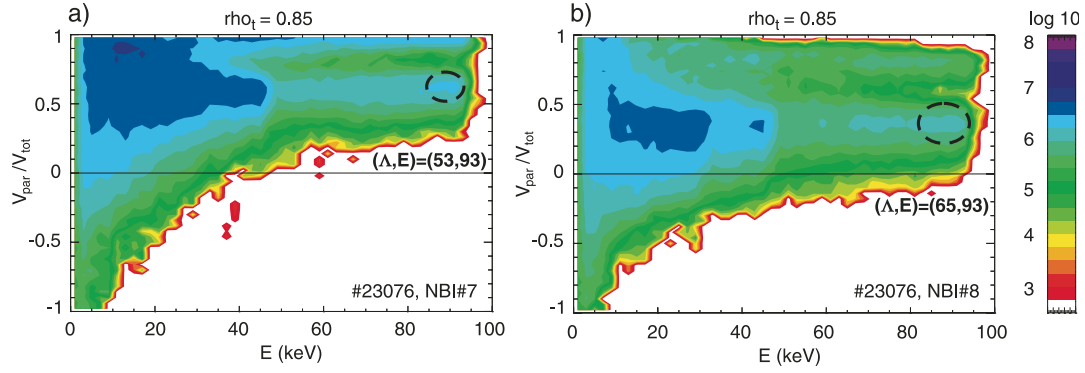 a)
rho_t = 0.85
V_par /V_tot
1
0.5
0
-0.5
-1
(Λ,E)=(53,93)
#23076, NBI#7
0 20 40 60 80 100
E (keV)
b)
rho_t = 0.85
V_par /V_tot
1
0.5
0
-0.5
-1
(Λ,E)=(65,93)
#23076, NBI#8
0 20 40 60 80 100
E (keV)
log 10
8
7
6
5
4
3